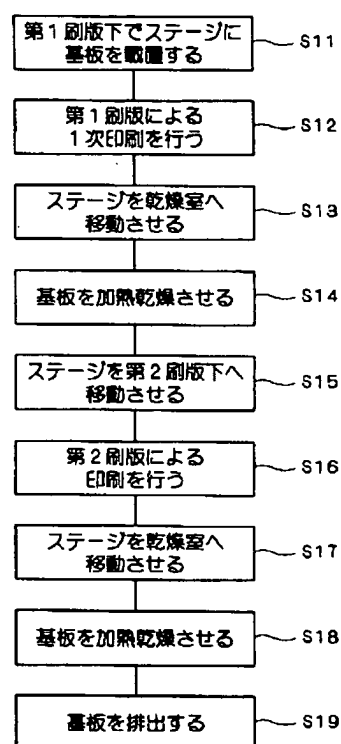 第1刷版下でステージに
基板を載置する
S11
第1刷版による
1次印刷を行う
S12
ステージを乾燥室へ
移動させる
S13
基板を加熱乾燥させる
S14
ステージを第2刷版下へ
移動させる
S15
第2刷版による
印刷を行う
S16
ステージを乾燥室へ
移動させる
S17
基板を加熱乾燥させる
S18
基板を排出する
S19